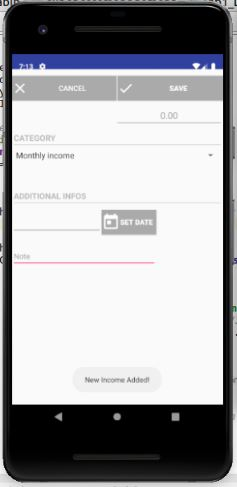 7:13
CANCEL
SAVE
0.00
CATEGORY
Monthly income
ADDITIONAL INFOS
SET DATE
Note
New Income Added!